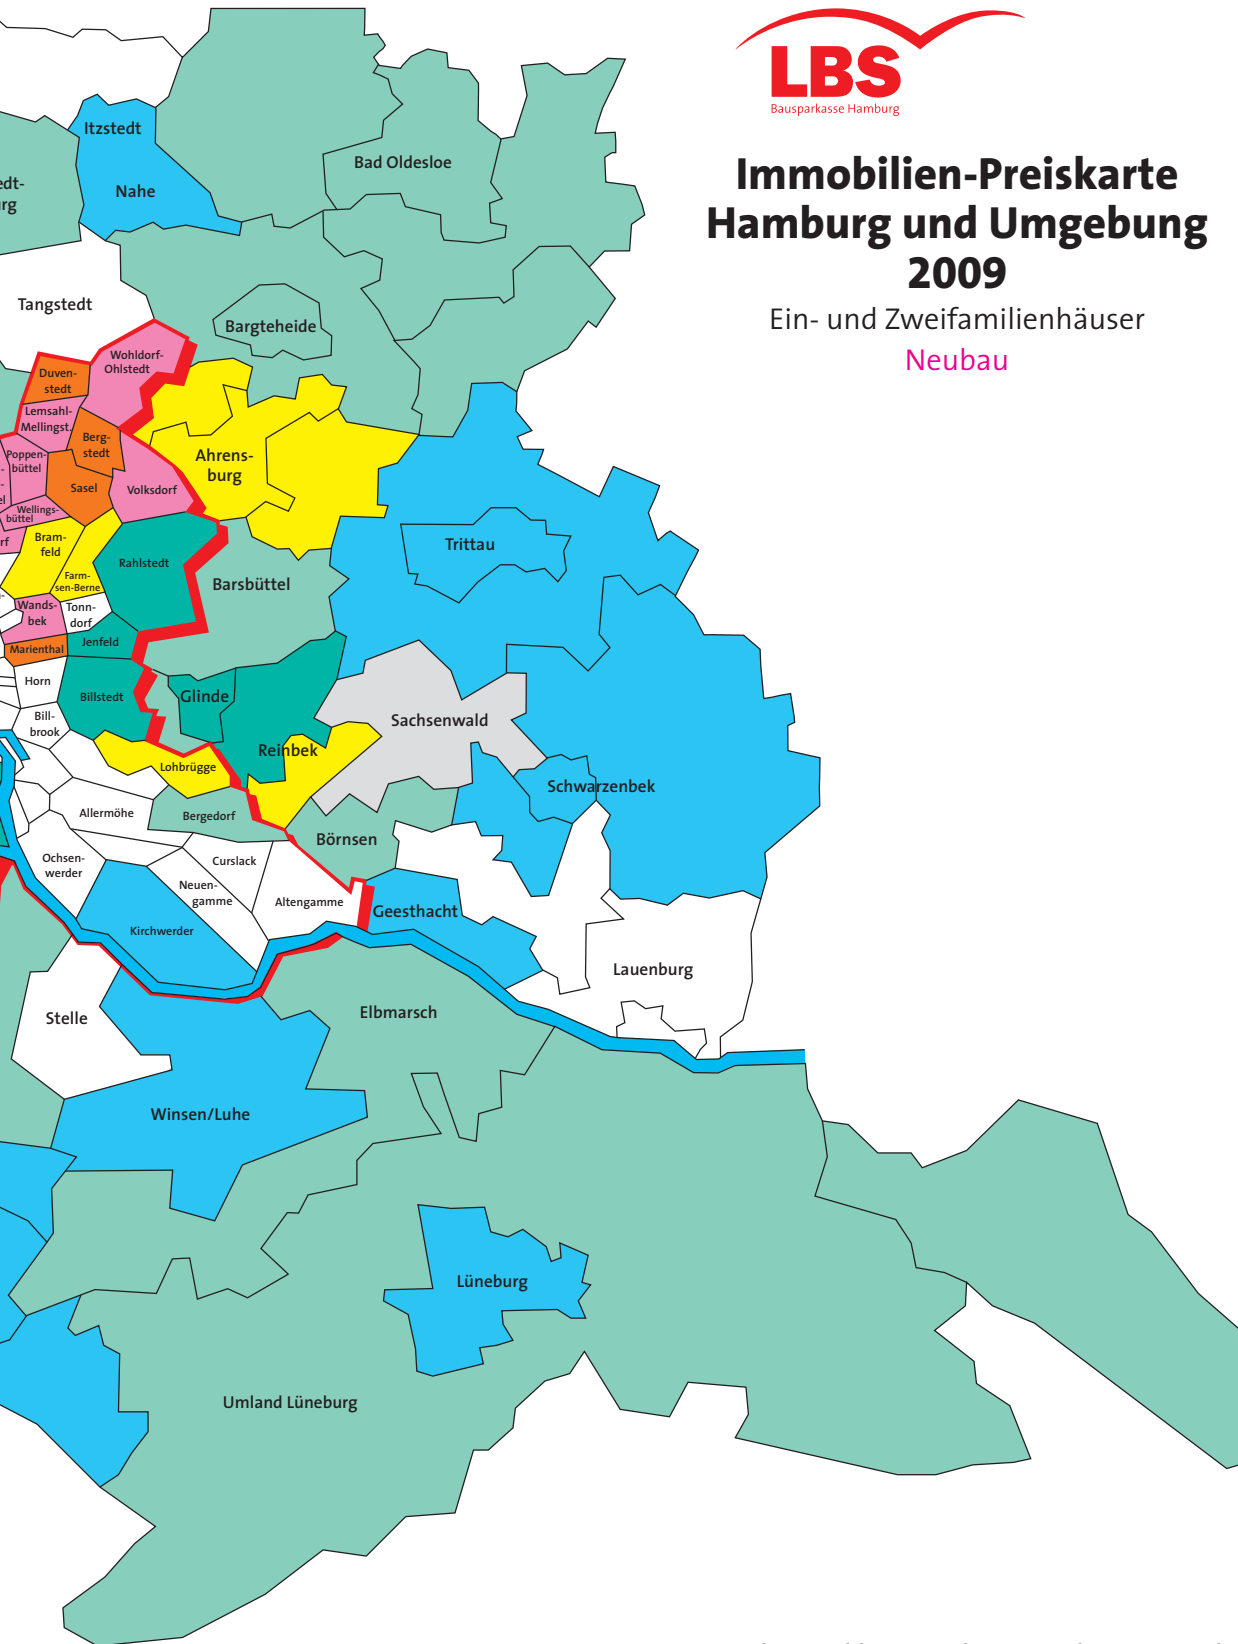 LBS
Bausparkasse Hamburg
Immobilien-Preiskarte
Hamburg und Umgebung
2009
Ein- und Zweifamilienhäuser
Neubau
Itzstedt
Nahe
Bad Oldesloe
edt-
rg
Tangstedt
Bargteheide
Wohldorf-
Ohlstedt
Duven-
stedt
Lemsahl-
Mellingst.
Berg-
stedt
Poppen-
büttel
Sasel
Volksdorf
Ahrens-
burg
el
Wellings-
büttel
rf
Bram-
feld
Farm-
sen-Berne
Rahlstedt
Trittau
Barsbüttel
Wands-
bek
Tonn-
dorf
Marienthal
Jenfeld
Horn
Billstedt
Glinde
Bill-
brook
Sachsenwald
Reinbek
Lohbrügge
Schwarzenbek
Allermöhe
Bergedorf
Börnsen
Ochsen-
werder
Curslack
Neuen-
gamme
Altengamme
Geesthacht
Kirchwerder
Lauenburg
Stelle
Elbmarsch
Winsen/Luhe
Lüneburg
Umland Lüneburg